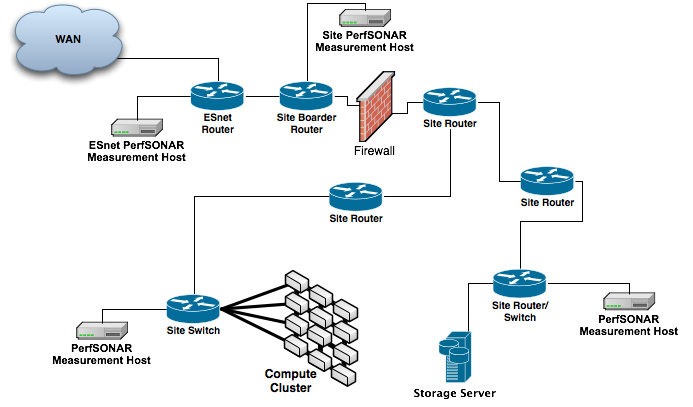 WAN
Site PerfSONAR
Measurement Host
ESnet
Router
Site Boarder
Router
Site Router
Firewall
ESnet PerfSONAR
Measurement Host
Site Router
Site Router
Site Router/
Switch
PerfSONAR
Measurement Host
Site Switch
PerfSONAR
Measurement Host
Compute
Cluster
Storage Server